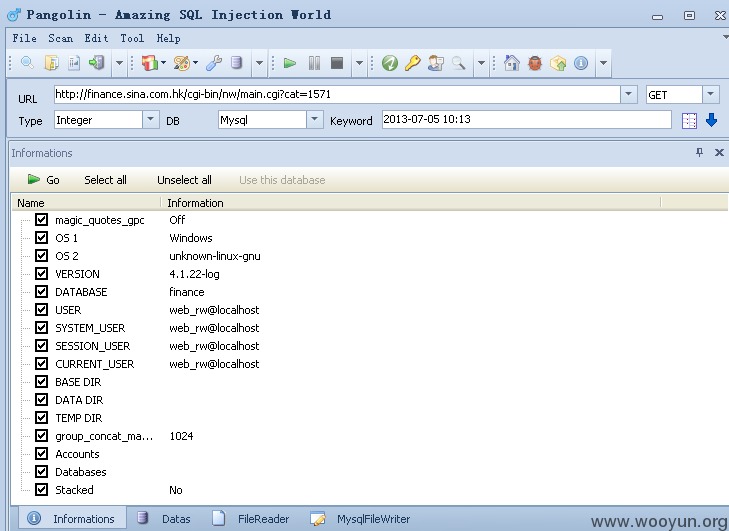 Pangolin - Amazing SQL Injection World
File Scan Edit Tool Help
URL http://finance.sina.com.hk/cgi-bin/nw/main.cgi?cat=1571 GET
Type Integer DB Mysql Keyword 2013-07-05 10:13
Informations
Go Select all Unselect all Use this database
Name Information
magic_quotes_gpc Off
OS 1 Windows
OS 2 unknown-linux-gnu
VERSION 4.1.22-log
DATABASE finance
USER web_rw@localhost
SYSTEM_USER web_rw@localhost
SESSION_USER web_rw@localhost
CURRENT_USER web_rw@localhost
BASE DIR
DATA DIR
TEMP DIR
group_concat_ma... 1024
Accounts
Databases
Stacked No
Informations Datas FileReader MysqlFileWriter
www.wooyun.org